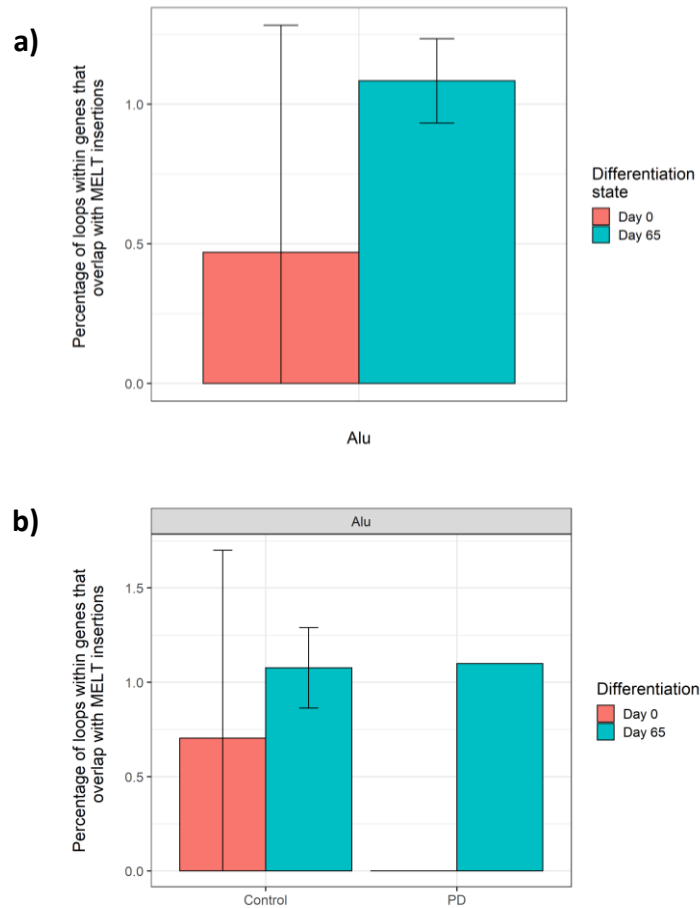 a)
Percentage of loops within genes that
overlap with MELT insertions
1.0
0.5
0.0
Alu
Differentiation
state
Day 0
Day 65
b)
Alu
Percentage of loops within genes that
overlap with MELT insertions
1.5
1.0
0.5
0.0
Control
PD
Differentiation
Day 0
Day 65